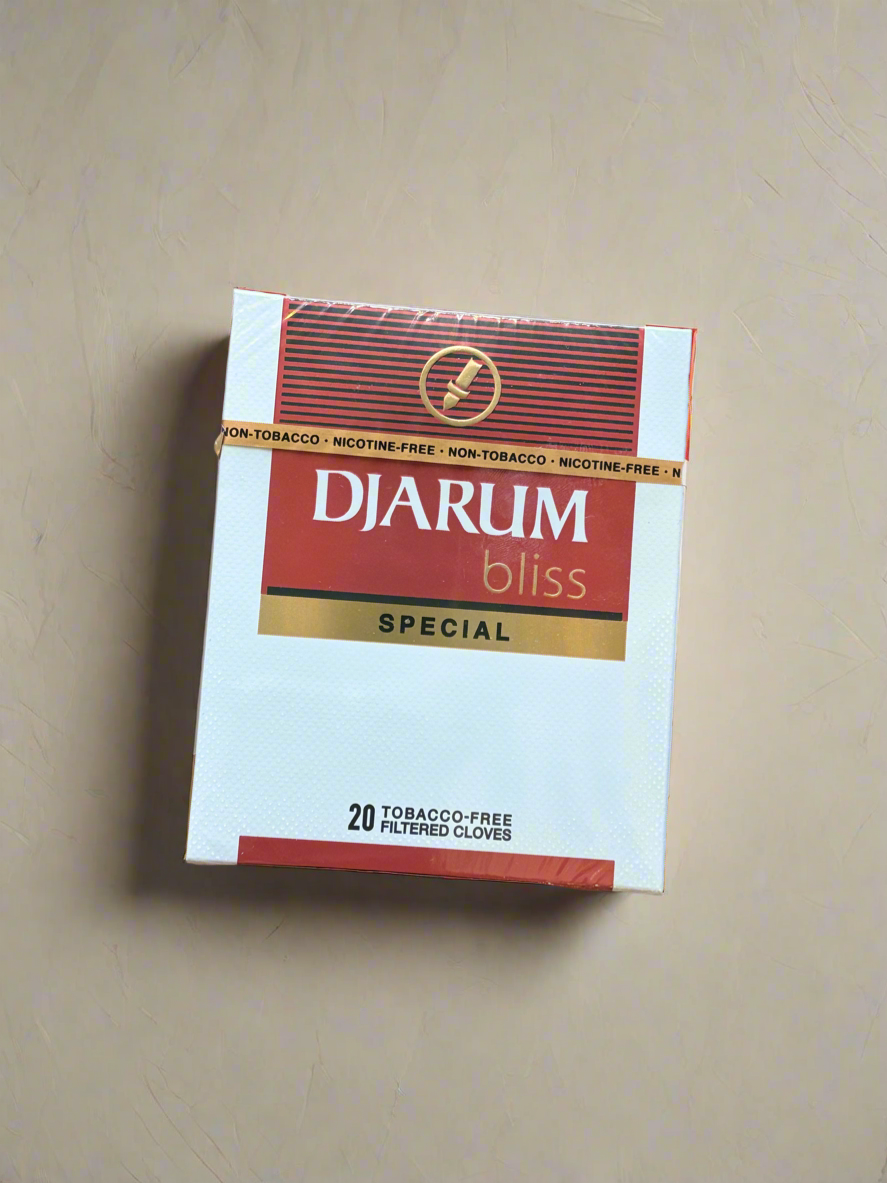 NON-TOBACCO · NICOTINE-FREE · NON-TOBACCO · NICOTINE-FREE · N
DJARUM
bliss
SPECIAL
20 TOBACCO-FREE
FILTERED CLOVES